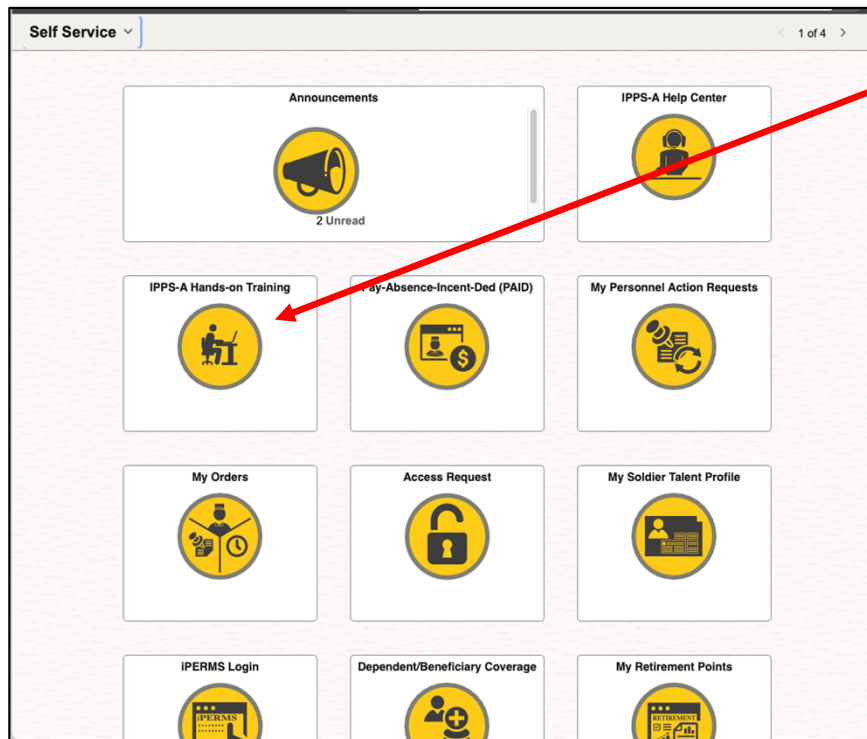 Self Service
1 of 4
Announcements
2 Unread
IPPS-A Help Center
IPPS-A Hands-on Training
Pay-Absence-Incent-Ded (PAID)
My Personnel Action Requests
My Orders
Access Request
My Soldier Talent Profile
iPERMS Login
Dependent/Beneficiary Coverage
My Retirement Points
iPERMS
RETIREMENT